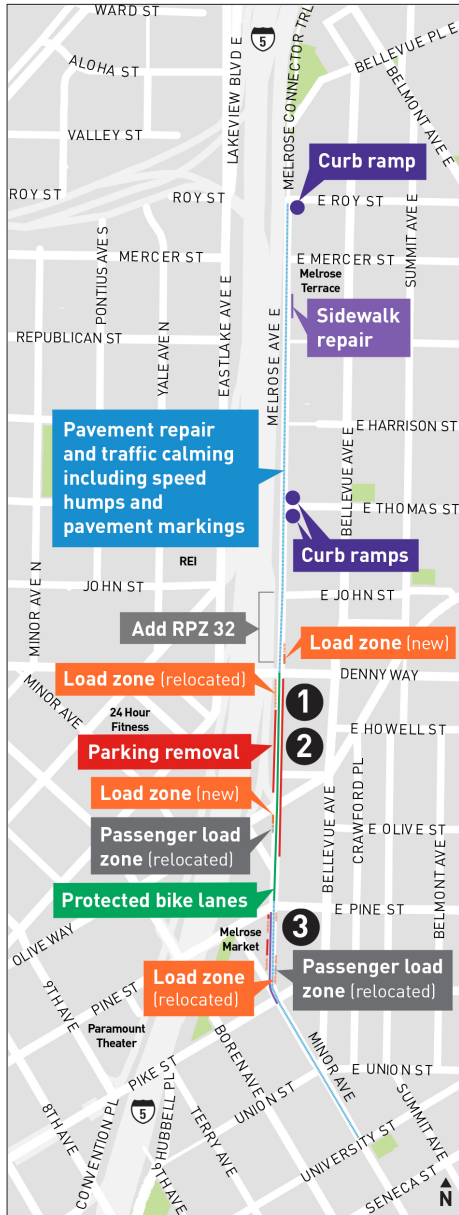 WARD ST
5
LAKEVIEW BLVD E
MELROSE CONNECTOR TRL
BELLEVUE PL E
BELMONT AVE E
ALOHA ST
VALLEY ST
Curb ramp
ROY ST
ROY ST
E ROY ST
SUMMIT AVE E
PONTIUS AVE S
MERCER ST
E MERCER ST
Melrose
Terrace
YALE AVE N
EASTLAKE AVE E
MELROSE AVE E
Sidewalk
repair
REPUBLICAN ST
E HARRISON ST
Pavement repair
and traffic calming
including speed
humps and
pavement markings
BELLEVUE AVE E
E THOMAS ST
Curb ramps
REI
MINOR AVE N
JOHN ST
E JOHN ST
Add RPZ 32
Load zone (new)
Load zone (relocated)
DENNY WAY
MINOR AVE
1
24 Hour
Fitness
E HOWELL ST
Parking removal
2
Load zone (new)
BELLEVUE AVE
CRAWFORD PL
Passenger load
zone (relocated)
E OLIVE ST
BELMONT AVE
Protected bike lanes
E PINE ST
OLIVE WAY
3
Melrose
Market
Load zone
(relocated)
Passenger load
zone (relocated)
9TH AVE
PINE ST
Paramount
Theater
BOREN AVE
MINOR AVE
PIKE ST
E UNION ST
8TH AVE
CONVENTION PL
5
HUBBELL PL
9TH AVE
TERRY AVE
UNION ST
UNIVERSITY ST
SUMMIT AVE
SENECA ST
N